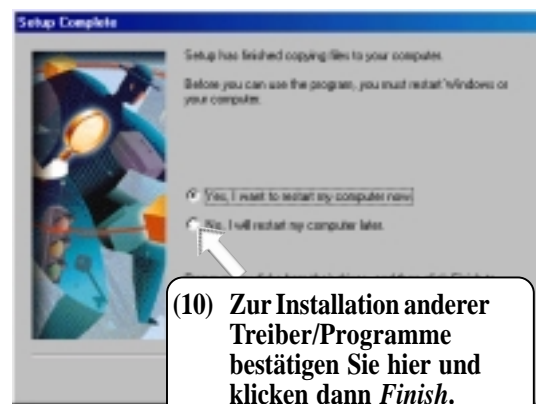 Setup Complete
Setup has finished copying files to your computer.
Before you can use the program, you must restart Windows or
your computer.
Yes, I want to restart my computer now.
No, I will restart my computer later.
(10) Zur Installation anderer
Treiber/Programme
bestätigen Sie hier und
klicken dann Finish.